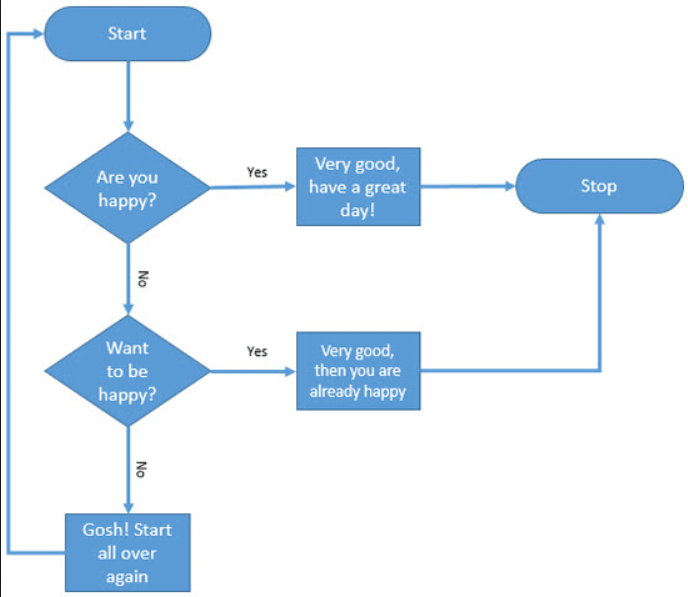 Start
Are you
happy?
Yes
Very good,
have a great
day!
Stop
No
Want
to be
happy?
Yes
Very good,
then you are
already happy
No
Gosh! Start
all over
again